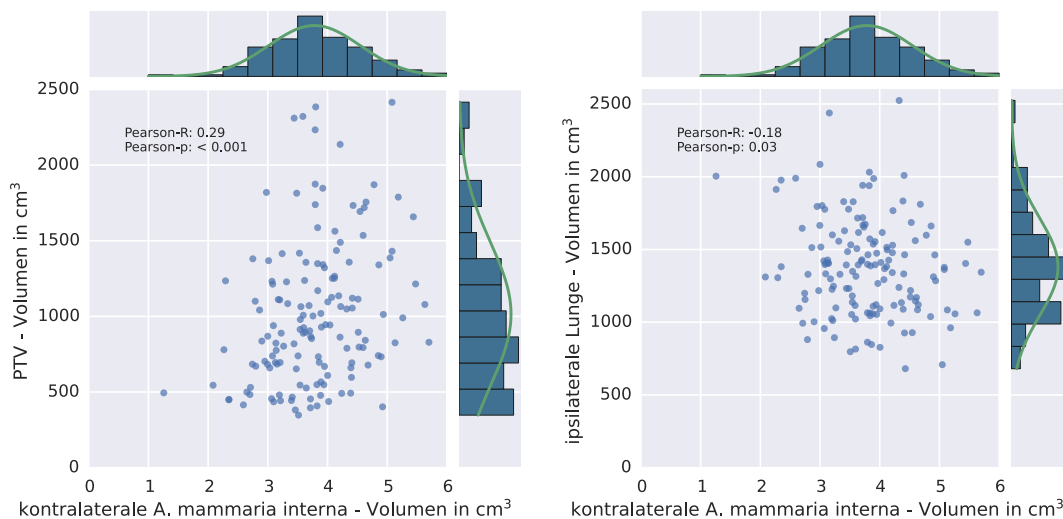 PTV - Volumen in cm³
2500
2000
1500
1000
500
0
Pearson-R: 0.29
Pearson-p: < 0.001
0 1 2 3 4 5 6
kontralaterale A. mammaria interna - Volumen in cm³
ipsilaterale Lunge - Volumen in cm³
2500
2000
1500
1000
500
0
Pearson-R: -0.18
Pearson-p: 0.03
0 1 2 3 4 5 6
kontralaterale A. mammaria interna - Volumen in cm³